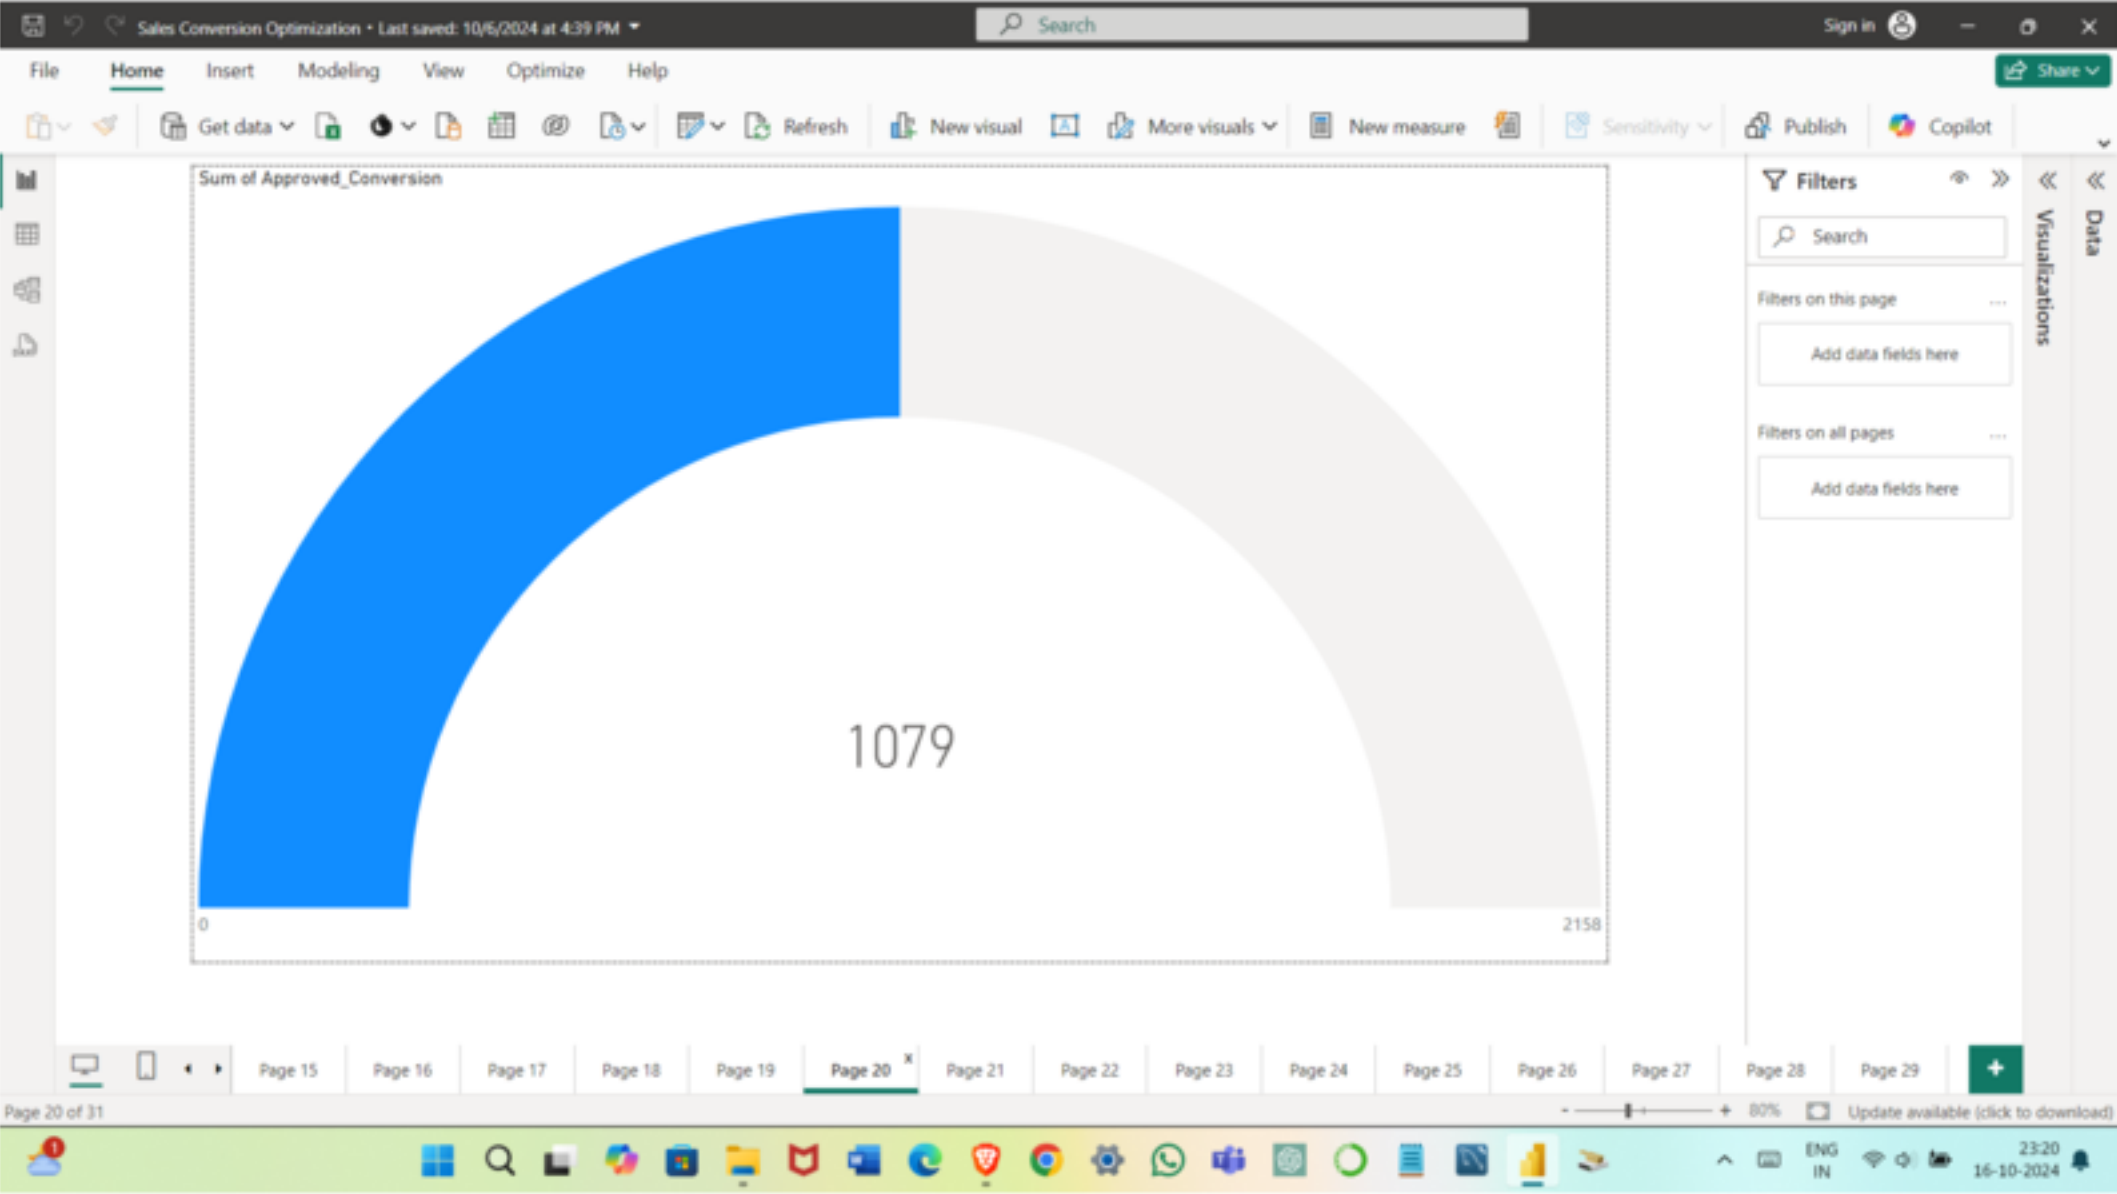 Sales Conversion Optimization • Last saved: 10/6/2024 at 4:39 PM
Search
Sign in
File Home Insert Modeling View Optimize Help
Share
Get data
Refresh
New visual
More visuals
New measure
Sensitivity
Publish
Copilot
Sum of Approved_Conversion
1079
0
2158
Filters
Search
Filters on this page
...
Add data fields here
Filters on all pages
...
Add data fields here
Visualizations
Data
Page 15 Page 16 Page 17 Page 18 Page 19 Page 20 Page 21 Page 22 Page 23 Page 24 Page 25 Page 26 Page 27 Page 28 Page 29
Page 20 of 31
- + 80%
Update available (click to download)
1
ENG
IN
23:20
16-10-2024